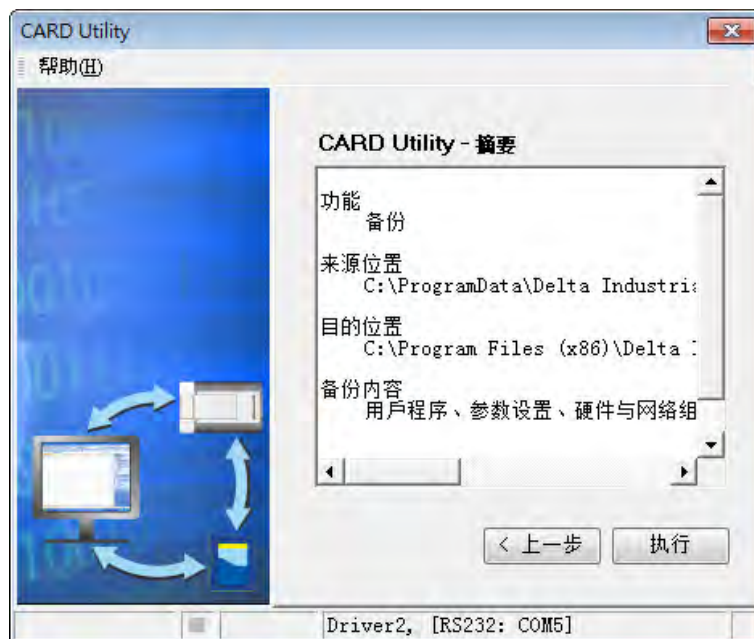 CARD Utility
帮助(H)
CARD Utility - 摘要
功能
备份
来源位置
C:\ProgramData\Delta Industria
目的位置
C:\Program Files (x86)\Delta I
备份内容
用戶程序、参数设置、硬件与网络组
< 上一步
执行
Driver2, [RS232: COM5]